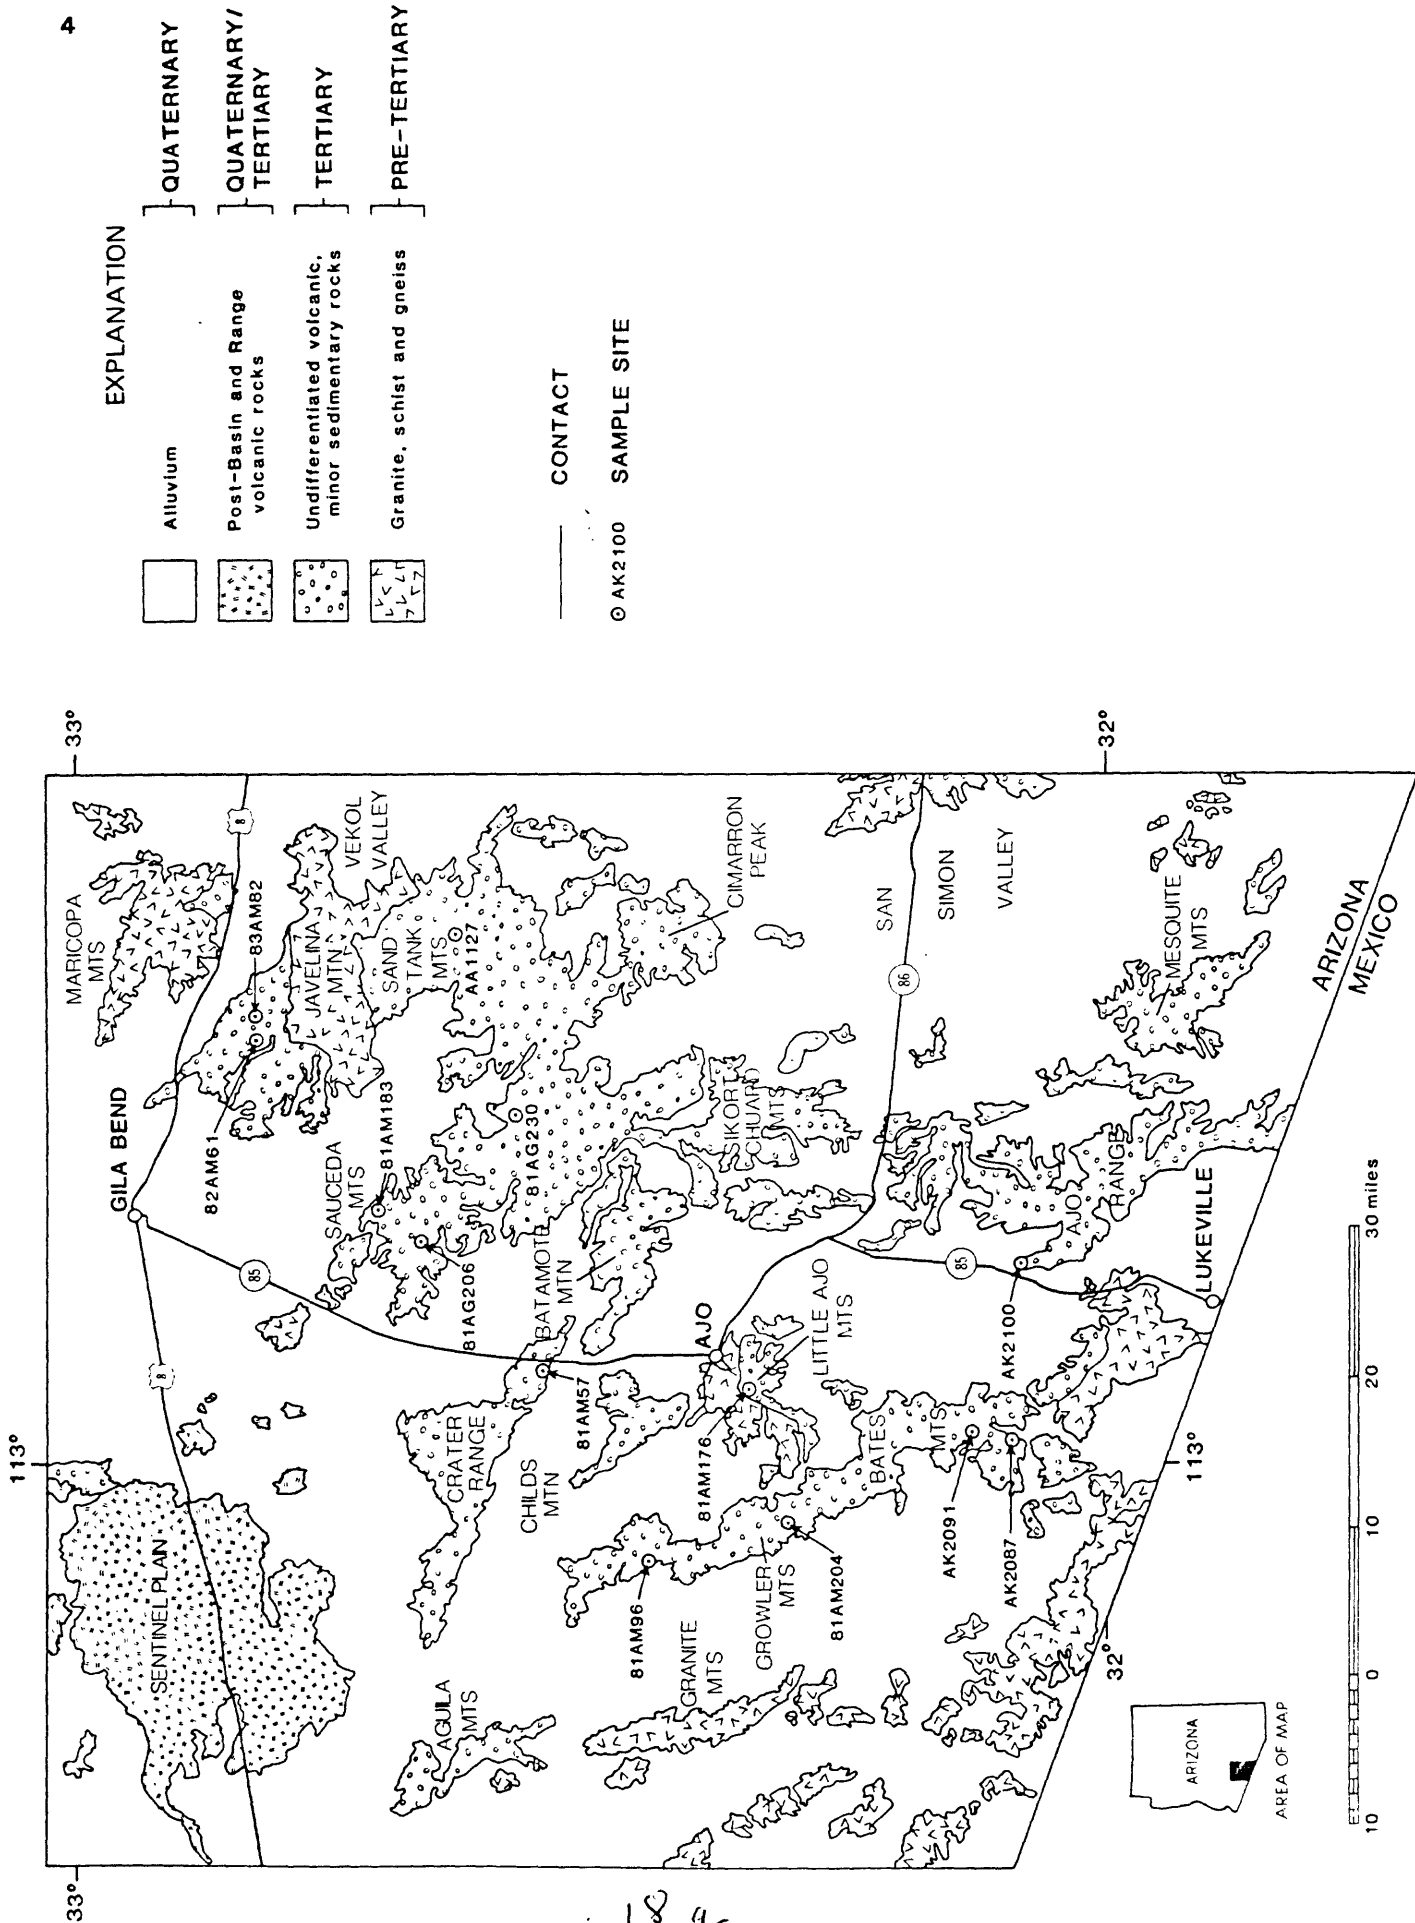 4
EXPLANATION
Alluvium
QUATERNARY
Post-Basin and Range
volcanic rocks
QUATERNARY/
TERTIARY
Undifferentiated volcanic,
minor sedimentary rocks
TERTIARY
Granite, schist and gneiss
PRE-TERTIARY
CONTACT
AK2100
SAMPLE SITE
33°
113°
33°
SENTINEL PLAIN
8
GILA BEND
MARICOPA
MTS
8
85
82AM61
83AM82
JAVELINA
MTN
VEKOL
VALLEY
SAUCEDA
MTS
81AM183
SAND
TANK
MTS
AA1127
AGUILA
MTS
CRATER
RANGE
81AG206
81AG230
CHILDS
MTN
81AM57
BATAMOTE
MTN
CIMARRON
PEAK
81AM96
GRANITE
MTS
GROWLER
MTS
81AM204
81AM176
AJO
LITTLE AJO
MTS
SIKORT
CHUAPO
MTS
BATES
MTS
SAN
SIMON
VALLEY
86
85
AK2091
AK2087
AK2100
AJO
RANGE
MESQUITE
MTS
LUKEVILLE
32°
113°
32°
ARIZONA
MEXICO
ARIZONA
AREA OF MAP
10
0
10
20
30 miles